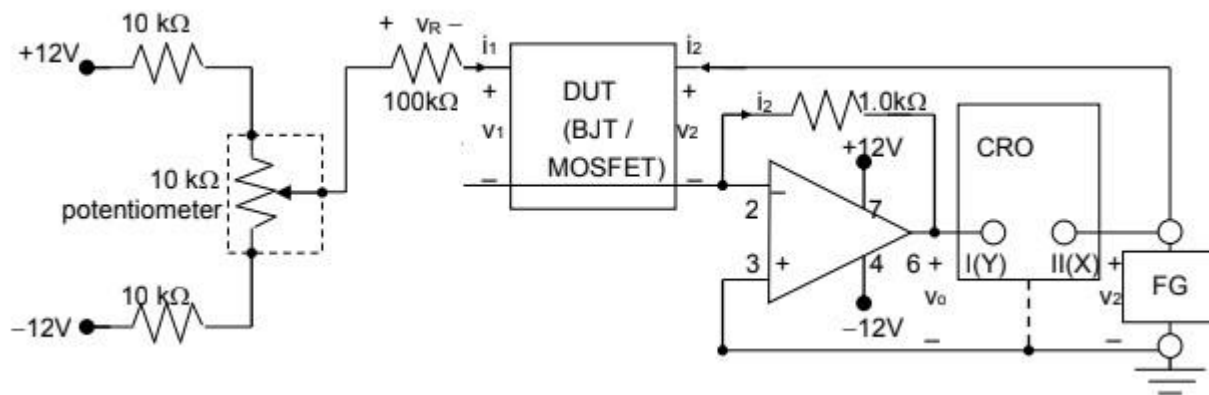 10 kΩ
+12V
+ vR –
100kΩ
i1
+
v1
–
DUT
(BJT /
MOSFET)
i2
+
v2
–
i2
1.0kΩ
+12V
CRO
10 kΩ
potentiometer
–
2
7
3
+
4
6 +
I(Y)
II(X)
+
FG
v2
vo
10 kΩ
–12V
–12V
–
–